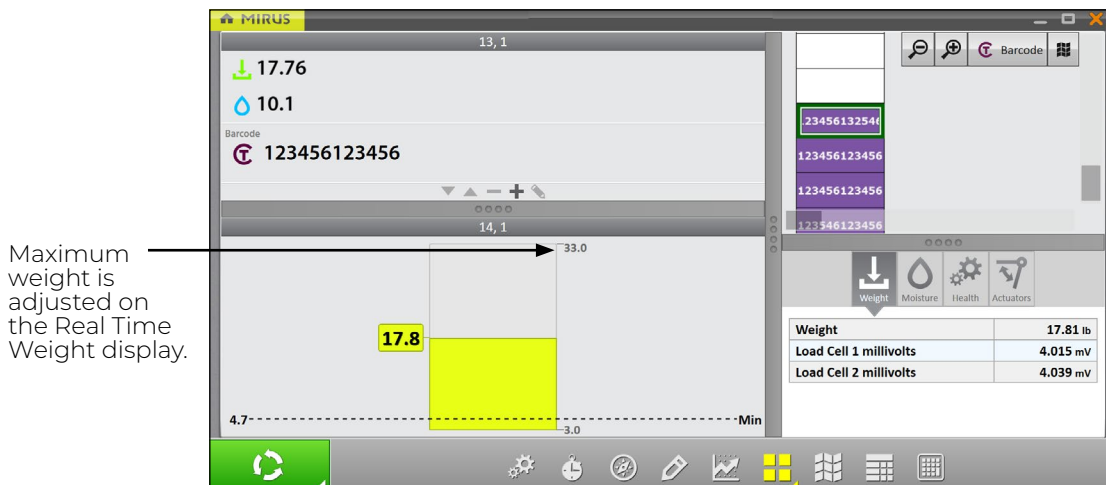 MIRUS
13, 1
17.76
10.1
Barcode
123456123456
14, 1
33.0
17.8
4.7
Min
3.0
Maximum
weight is
adjusted on
the Real Time
Weight display.
Barcode
123456123456
123456123456
123546123456
Weight
Moisture
Health
Actuators
Weight 17.81 lb
Load Cell 1 millivolts 4.015 mV
Load Cell 2 millivolts 4.039 mV